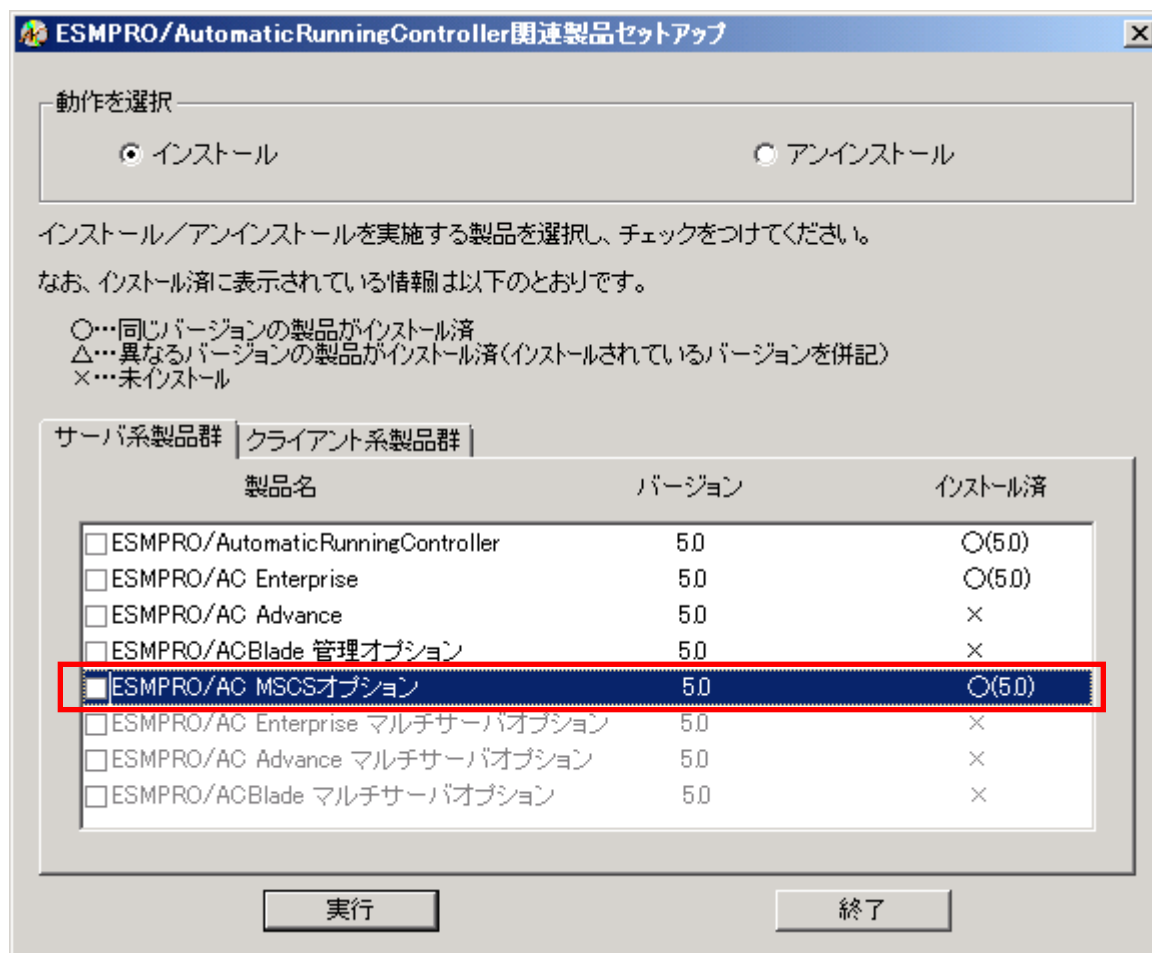 ESMPRO/AutomaticRunningController関連製品セットアップ
動作を選択
インストール アンインストール
インストール／アンインストールを実施する製品を選択し、チェックをつけてください。
なお、インストール済に表示されている情報は以下のとおりです。
○…同じバージョンの製品がインストール済
△…異なるバージョンの製品がインストール済(インストールされているバージョンを併記)
×…未インストール
サーバ系製品群 クライアント系製品群
製品名 バージョン インストール済
ESMPRO/AutomaticRunningController 5.0 ○(5.0)
ESMPRO/AC Enterprise 5.0 ○(5.0)
ESMPRO/AC Advance 5.0 ×
ESMPRO/ACBlade 管理オプション 5.0 ×
ESMPRO/AC MSCSオプション 5.0 ○(5.0)
ESMPRO/AC Enterprise マルチサーバオプション 5.0 ×
ESMPRO/AC Advance マルチサーバオプション 5.0 ×
ESMPRO/ACBlade マルチサーバオプション 5.0 ×
実行 終了